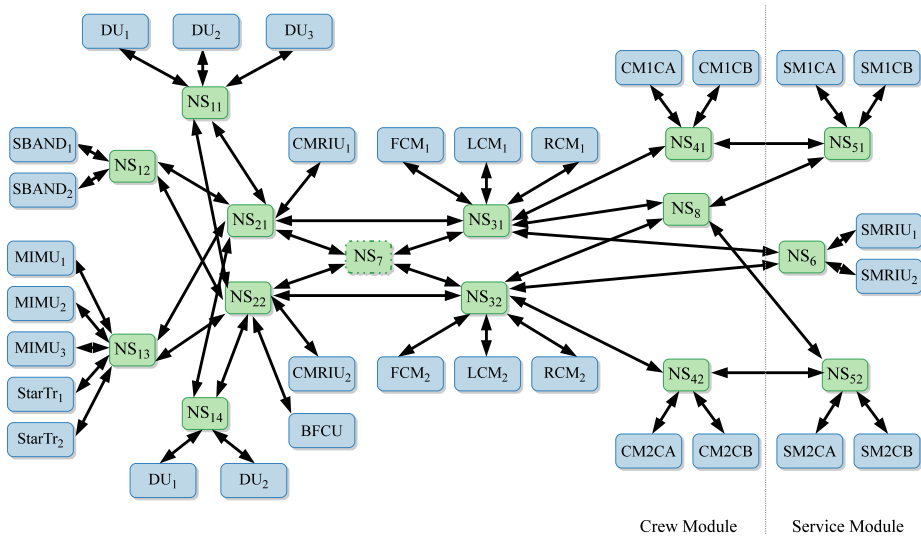 DU₁ DU₂ DU₃
NS₁₁
CM1CA CM1CB SM1CA SM1CB
SBAND₁
SBAND₂
NS₁₂
CMRIU₁ FCM₁ LCM₁ RCM₁
NS₄₁ NS₅₁
NS₂₁ NS₃₁ NS₈
MIMU₁
MIMU₂
MIMU₃
StarTr₁
StarTr₂
NS₇
NS₆
SMRIU₁
SMRIU₂
NS₂₂ NS₃₂
NS₁₃
CMRIU₂ FCM₂ LCM₂ RCM₂
NS₄₂ NS₅₂
NS₁₄
BFCU
CM2CA CM2CB SM2CA SM2CB
DU₁ DU₂
Crew Module Service Module